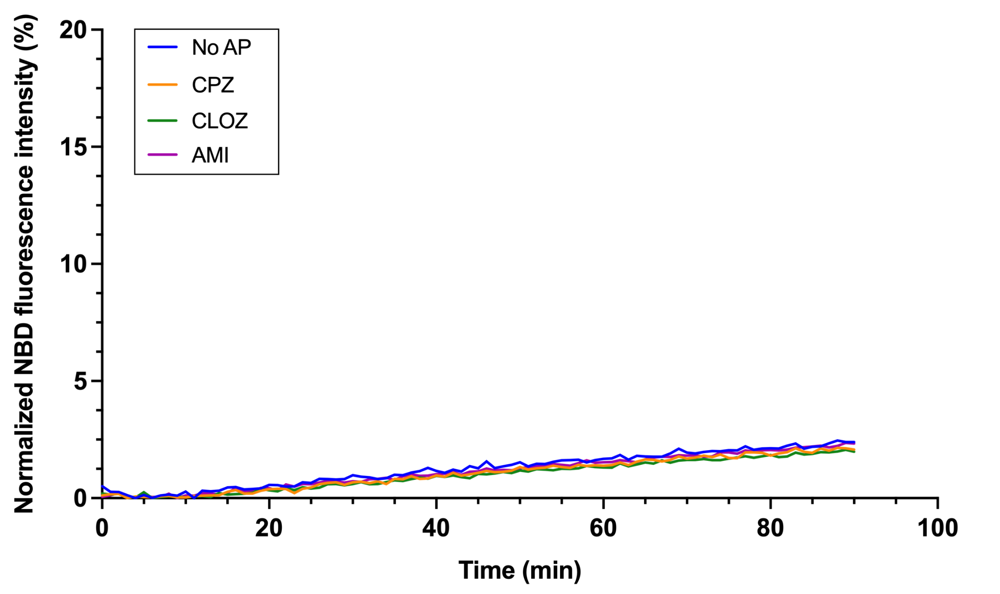 Normalized NBD fluorescence intensity (%)
20
15
10
5
0
No AP
CPZ
CLOZ
AMI
0 20 40 60 80 100
Time (min)